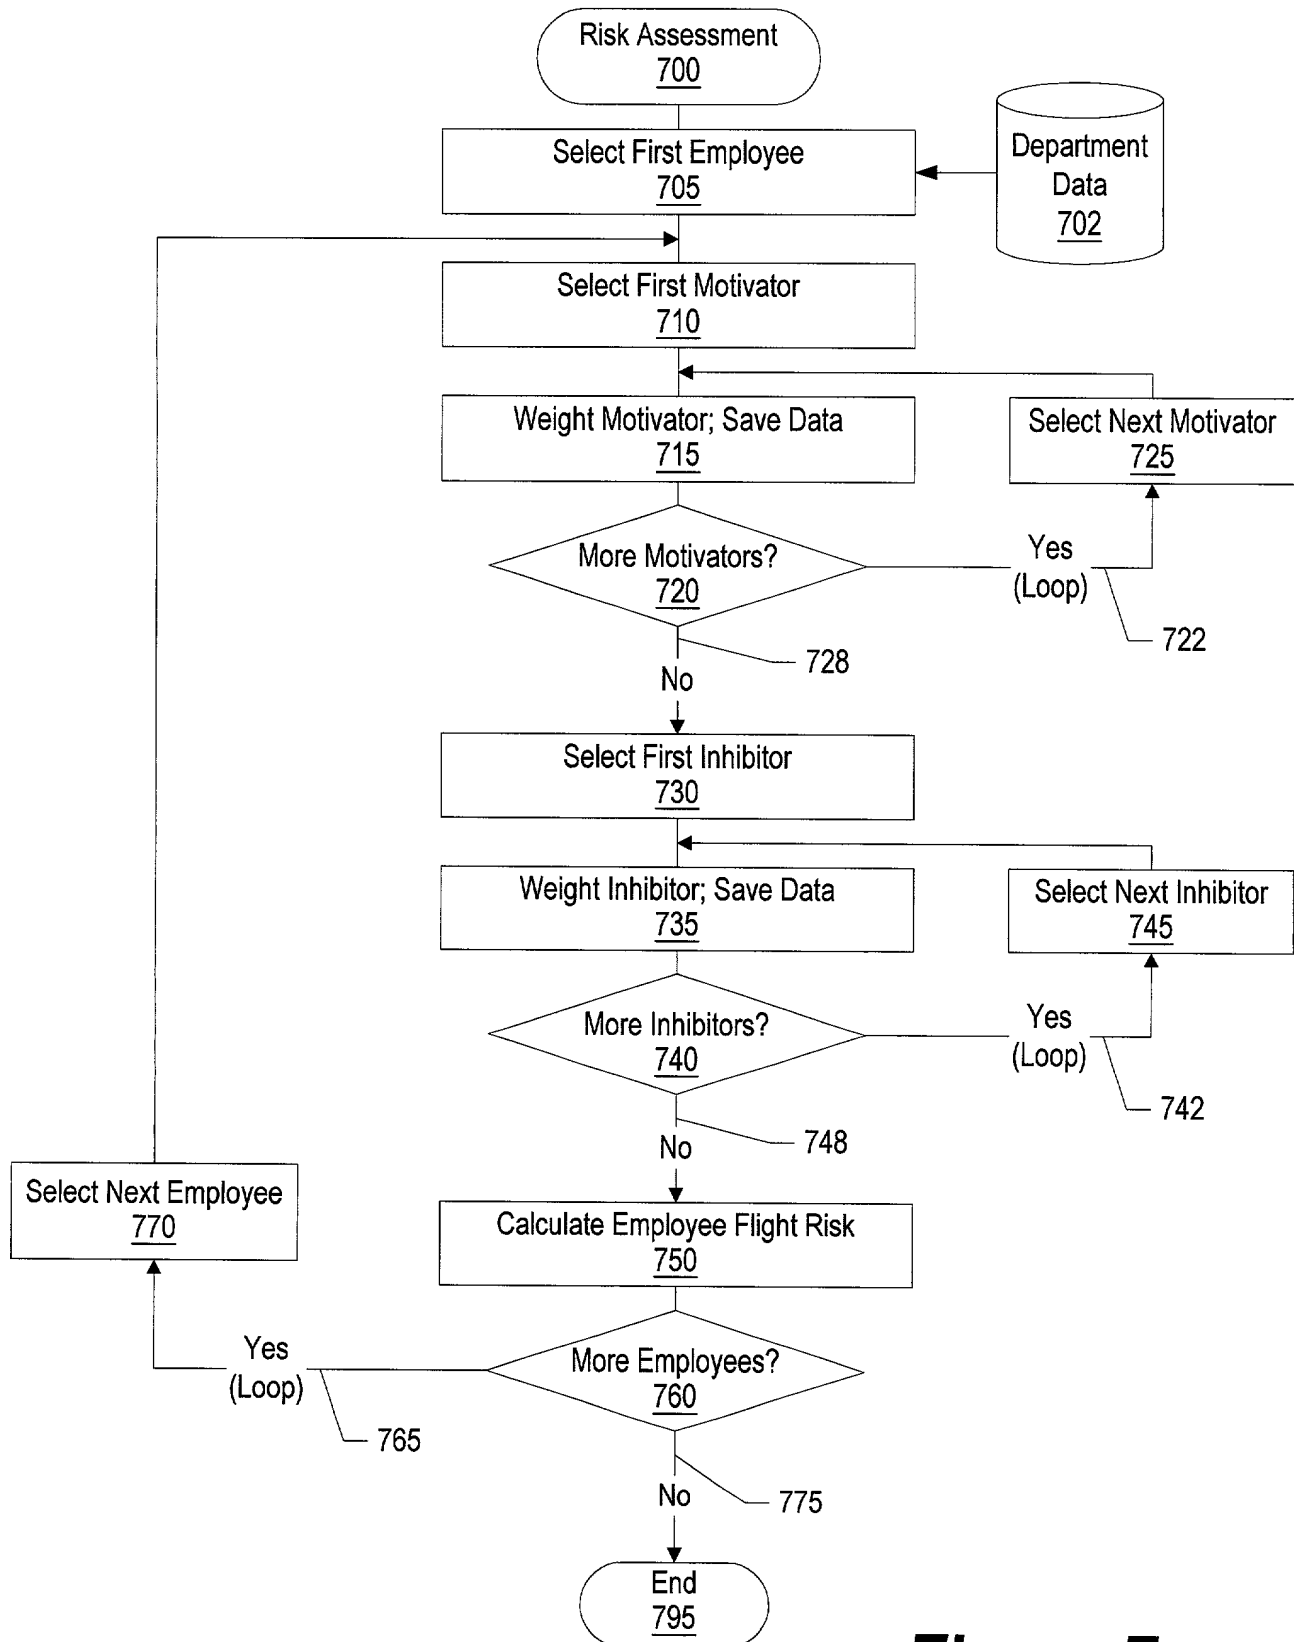 Risk Assessment
700
Department
Data
702
Select First Employee
705
Select First Motivator
710
Weight Motivator; Save Data
715
Select Next Motivator
725
More Motivators?
720
Yes
(Loop)
722
728
No
Select First Inhibitor
730
Weight Inhibitor; Save Data
735
Select Next Inhibitor
745
More Inhibitors?
740
Yes
(Loop)
742
748
No
Select Next Employee
770
Calculate Employee Flight Risk
750
More Employees?
760
Yes
(Loop)
765
775
No
End
795